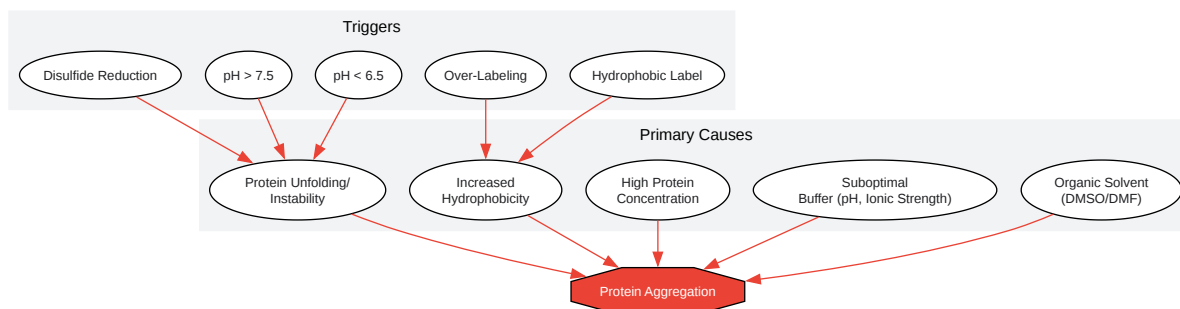 Triggers
Disulfide Reduction
pH > 7.5
pH < 6.5
Over-Labeling
Hydrophobic Label
Primary Causes
Protein Unfolding/
Instability
Increased
Hydrophobicity
High Protein
Concentration
Suboptimal
Buffer (pH, Ionic Strength)
Organic Solvent
(DMSO/DMF)
Protein Aggregation